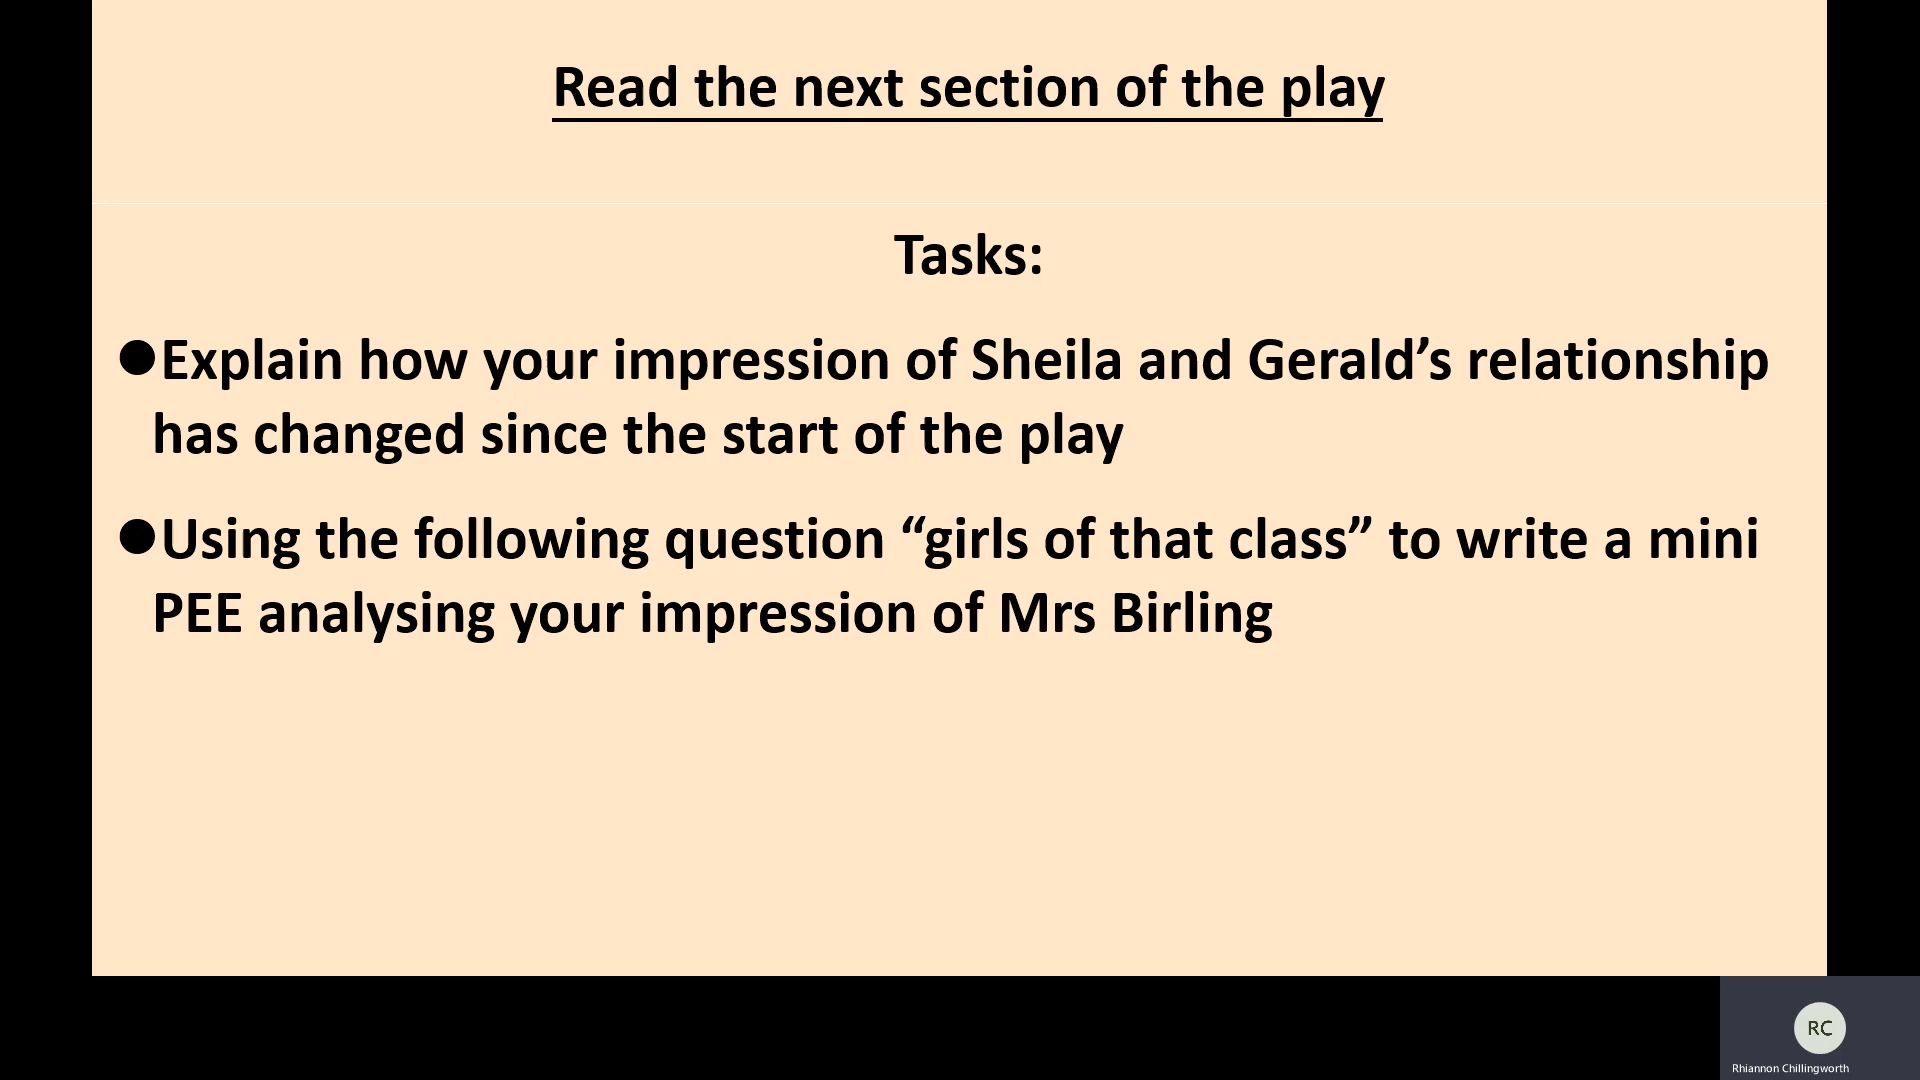 Read the next section of the play
Tasks:
●Explain how your impression of Sheila and Gerald’s relationship
has changed since the start of the play
●Using the following question “girls of that class” to write a mini
PEE analysing your impression of Mrs Birling
RC
Rhiannon Chillingworth